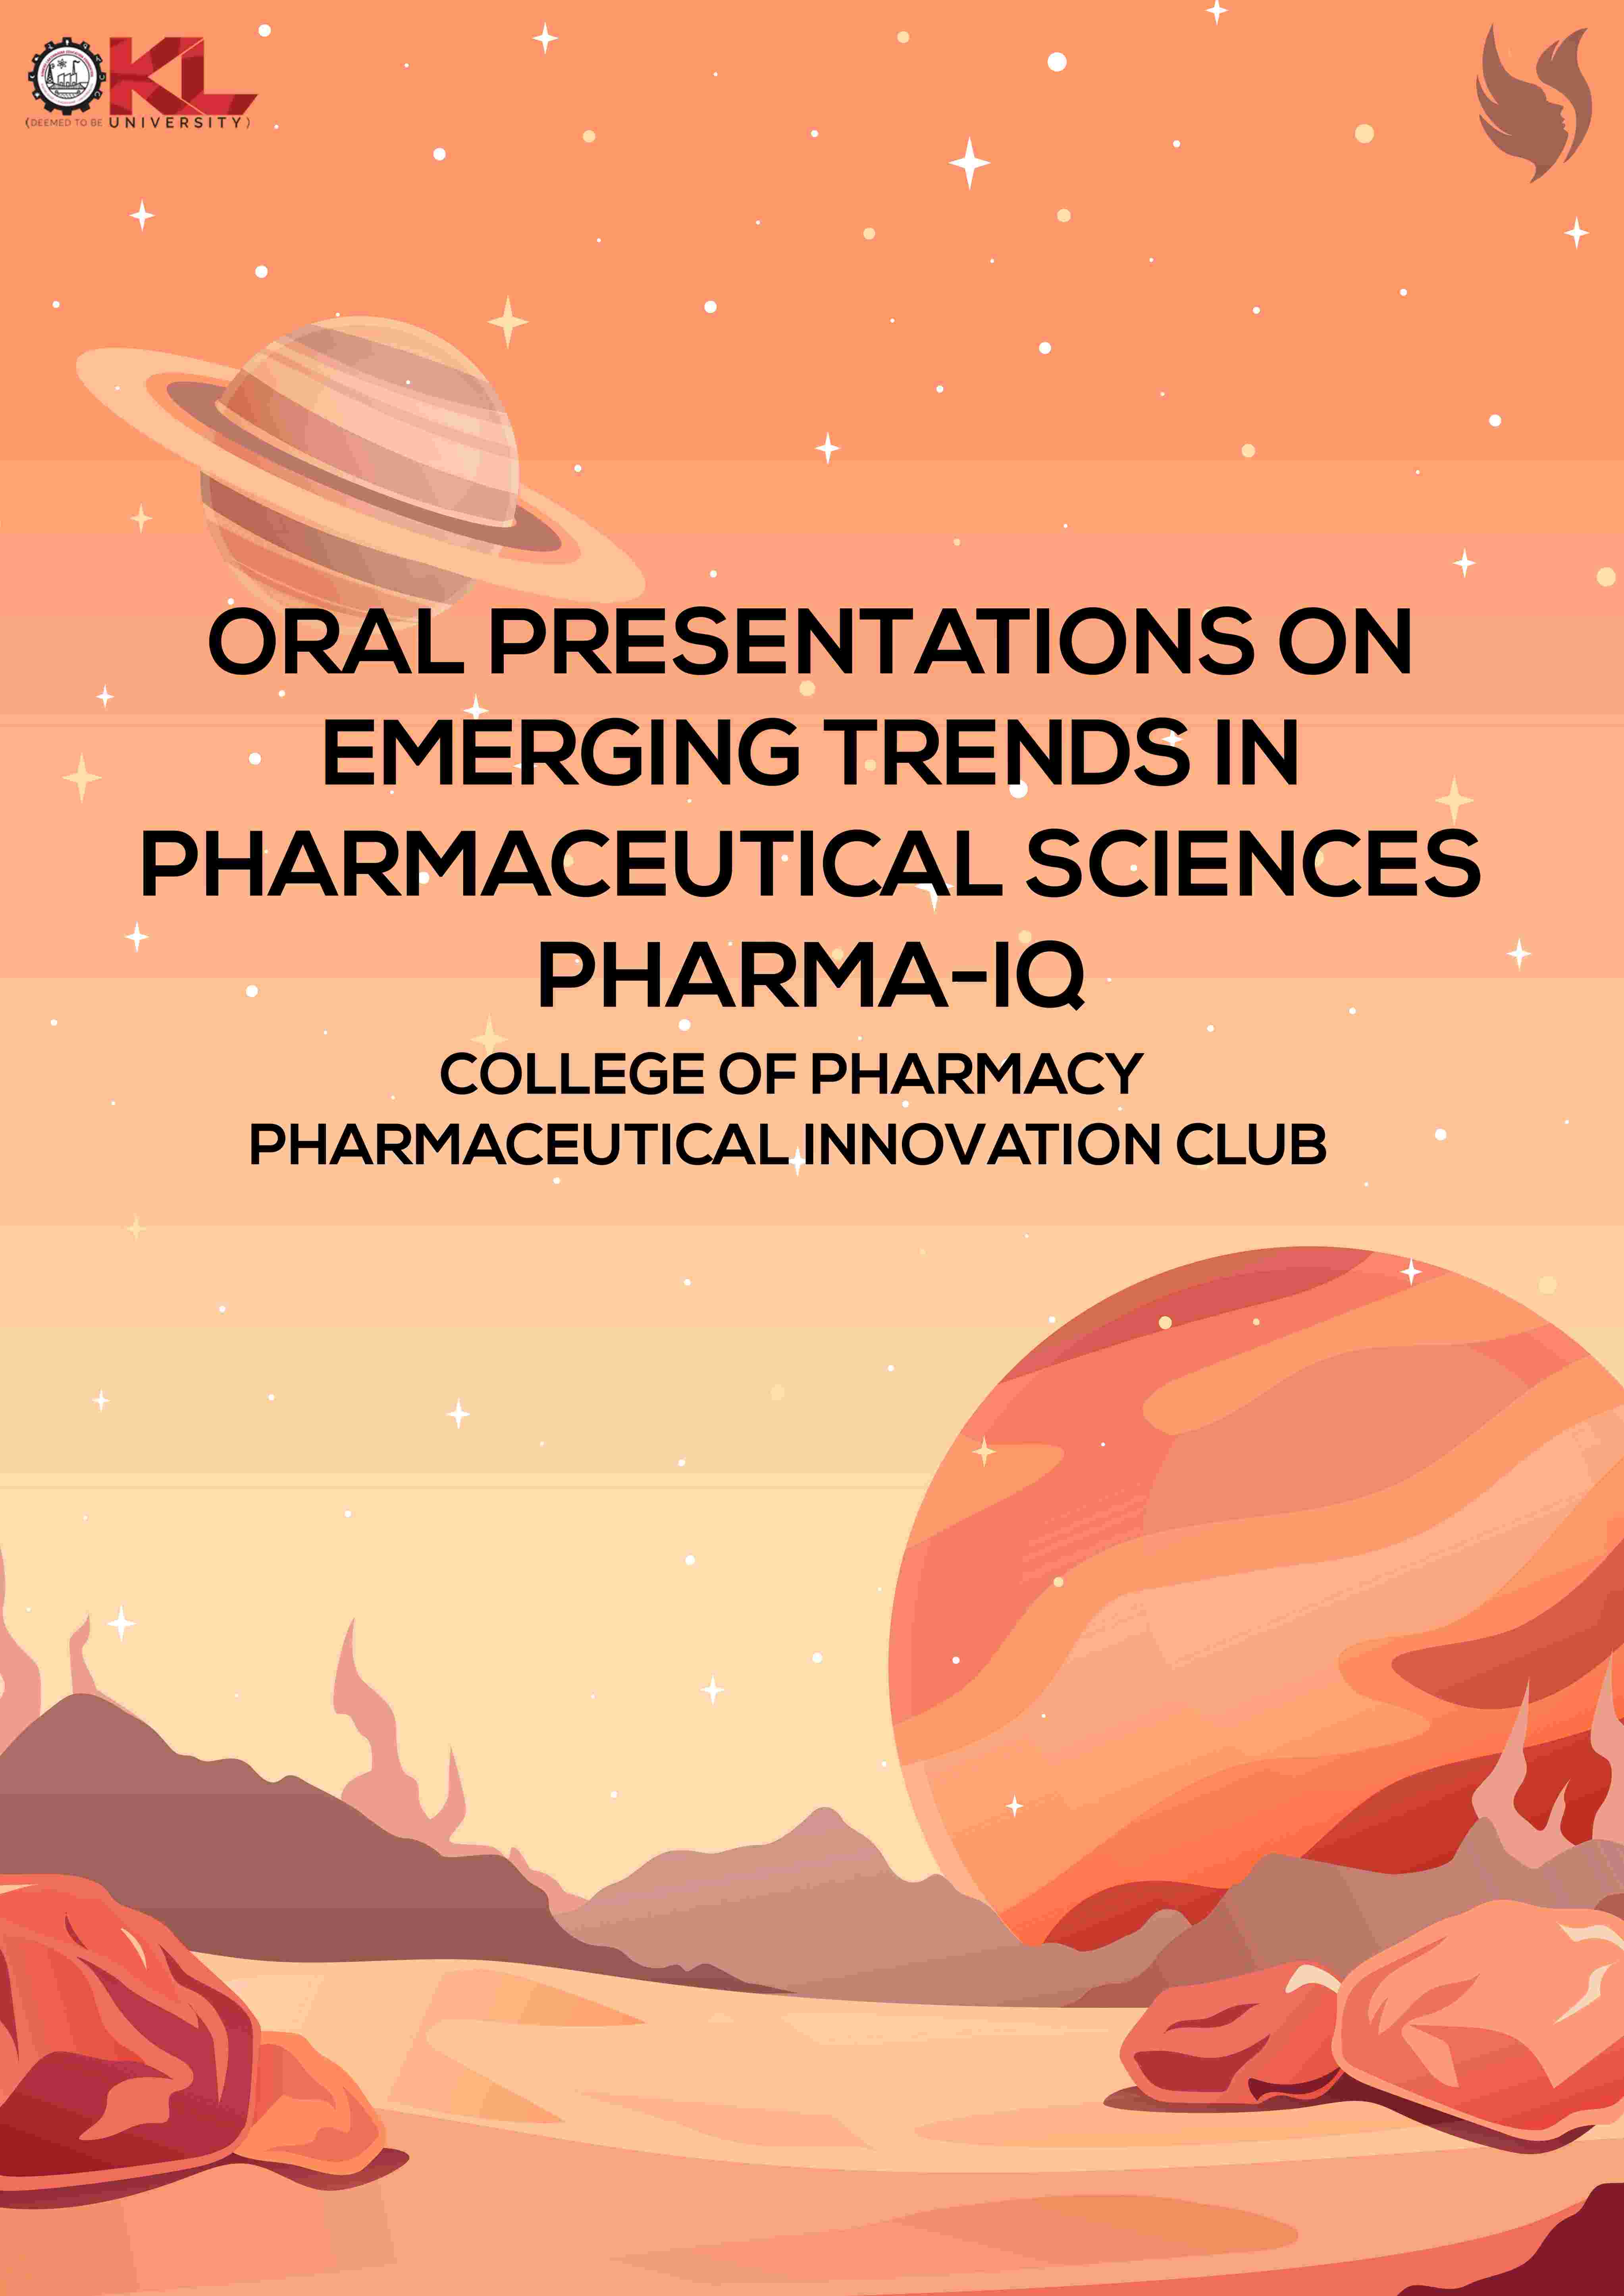 KL
(DEEMED TO BE UNIVERSITY)
ORAL PRESENTATIONS ON
EMERGING TRENDS IN
PHARMACEUTICAL SCIENCES
PHARMA-IQ
COLLEGE OF PHARMACY
PHARMACEUTICAL INNOVATION CLUB